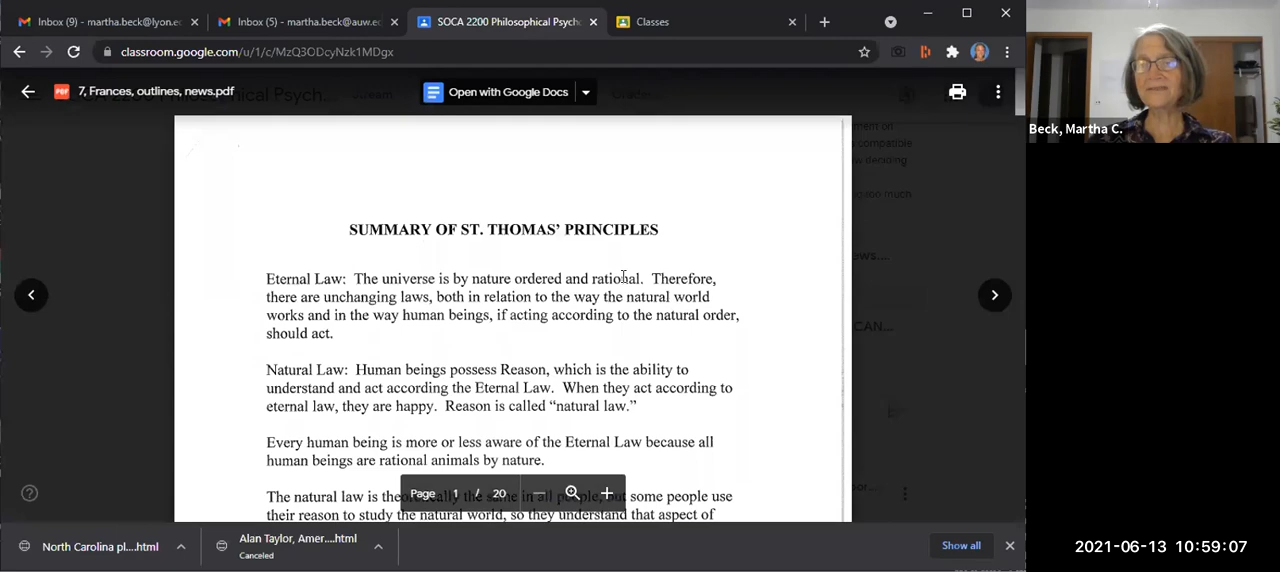 Inbox (9) - martha.beck@lyon.ec
Inbox (5) - martha.beck@auw.ec
SOCA 2200 Philosophical Psych
Classes
classroom.google.com/u/1/c/MzQ3ODcyNzk1MDgx
7, Frances, outlines, news.pdf
Open with Google Docs
SUMMARY OF ST. THOMAS' PRINCIPLES
Eternal Law: The universe is by nature ordered and rational. Therefore,
there are unchanging laws, both in relation to the way the natural world
works and in the way human beings, if acting according to the natural order,
should act.
Natural Law: Human beings possess Reason, which is the ability to
understand and act according the Eternal Law. When they act according to
eternal law, they are happy. Reason is called “natural law.”
Every human being is more or less aware of the Eternal Law because all
human beings are rational animals by nature.
The natural law is theoretically the same in all people, but some people use
their reason to study the natural world, so they understand that aspect of
Page 1 / 20
North Carolina pl....html
Alan Taylor, Amer....html
Canceled
Show all
Beck, Martha C.
2021-06-13 10:59:07